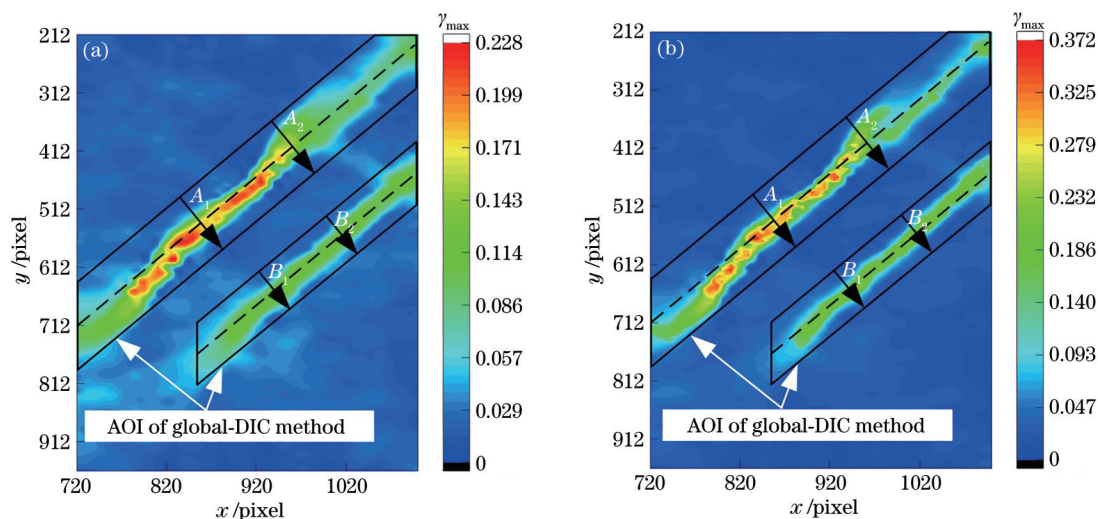 (a)
γmax
212
312
412
512
612
712
812
912
y /pixel
720
820
920
1020
x /pixel
A2
A1
B2
B1
AOI of global-DIC method
0.228
0.199
0.171
0.143
0.114
0.086
0.057
0.029
0
(b)
γmax
212
312
412
512
612
712
812
912
y /pixel
720
820
920
1020
x /pixel
A2
A1
B2
B1
AOI of global-DIC method
0.372
0.325
0.279
0.232
0.186
0.140
0.093
0.047
0